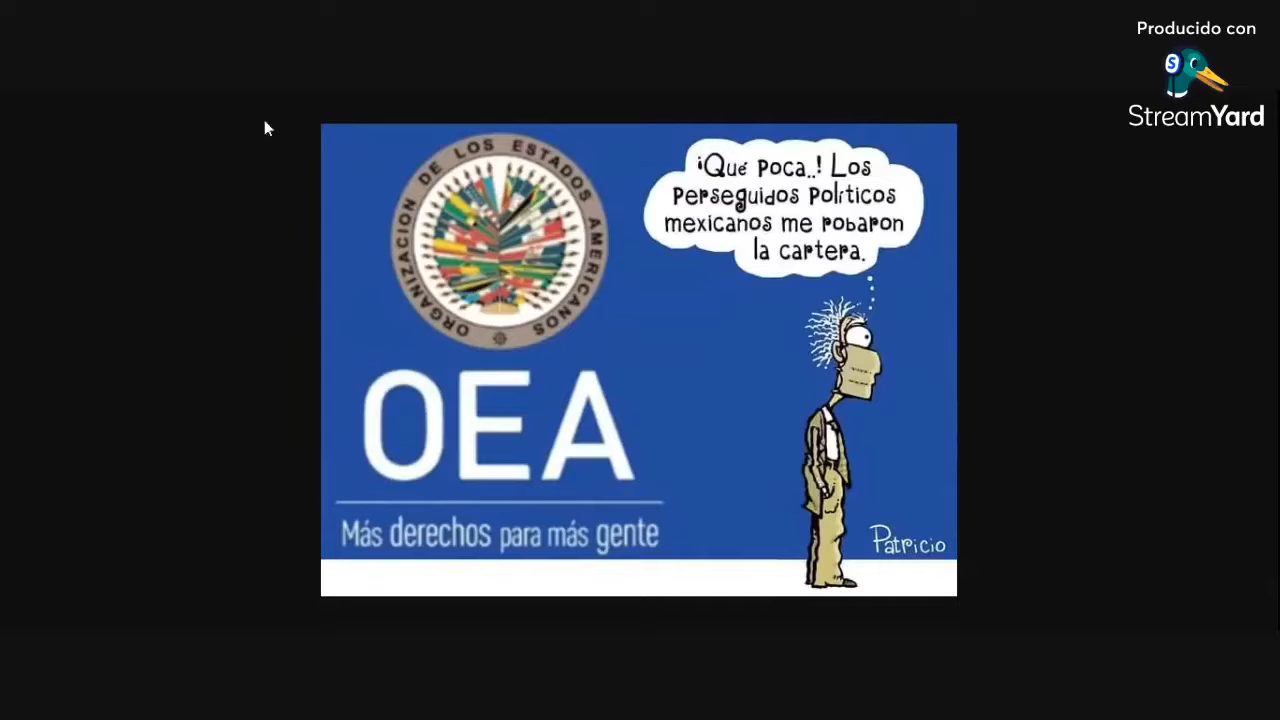 Producido con
StreamYard
ORGANIZACION DE LOS ESTADOS AMERICANOS
¡Qué poca..! Los
perseguidos políticos
mexicanos me robaron
la cartera.
OEA
Más derechos para más gente
Patricio